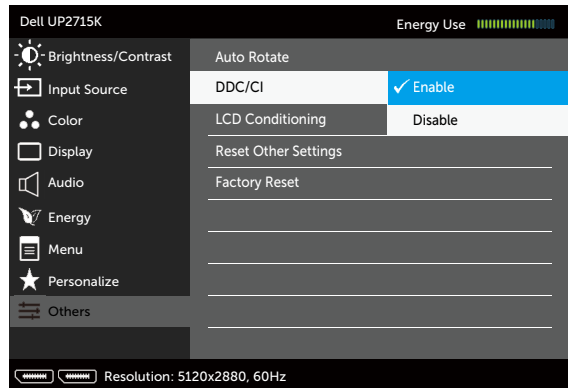 Dell UP2715K
Energy Use
Brightness/Contrast
Auto Rotate
Input Source
DDC/CI
Enable
Color
LCD Conditioning
Disable
Display
Reset Other Settings
Audio
Factory Reset
Energy
Menu
Personalize
Others
Resolution: 5120x2880, 60Hz